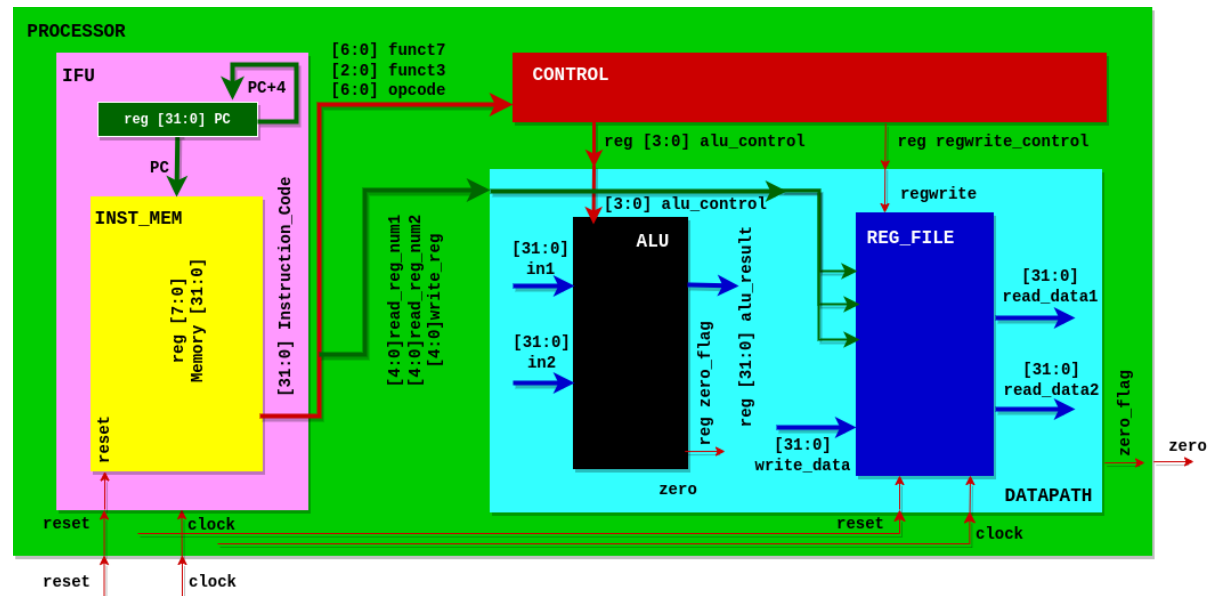 PROCESSOR
IFU
PC+4
reg [31:0] PC
PC
INST_MEM
reg [7:0]
Memory [31:0]
reset
[31:0] Instruction_Code
[6:0] funct7
[2:0] funct3
[6:0] opcode
CONTROL
reg [3:0] alu_control
reg regwrite_control
[4:0]read_reg_num1
[4:0]read_reg_num2
[4:0]write_reg
[3:0] alu_control
regwrite
ALU
[31:0]
in1
[31:0]
in2
reg zero_flag
reg [31:0] alu_result
zero
REG_FILE
[31:0]
read_data1
[31:0]
read_data2
[31:0]
write_data
DATAPATH
zero_flag
zero
reset
clock
reset
clock
reset
clock